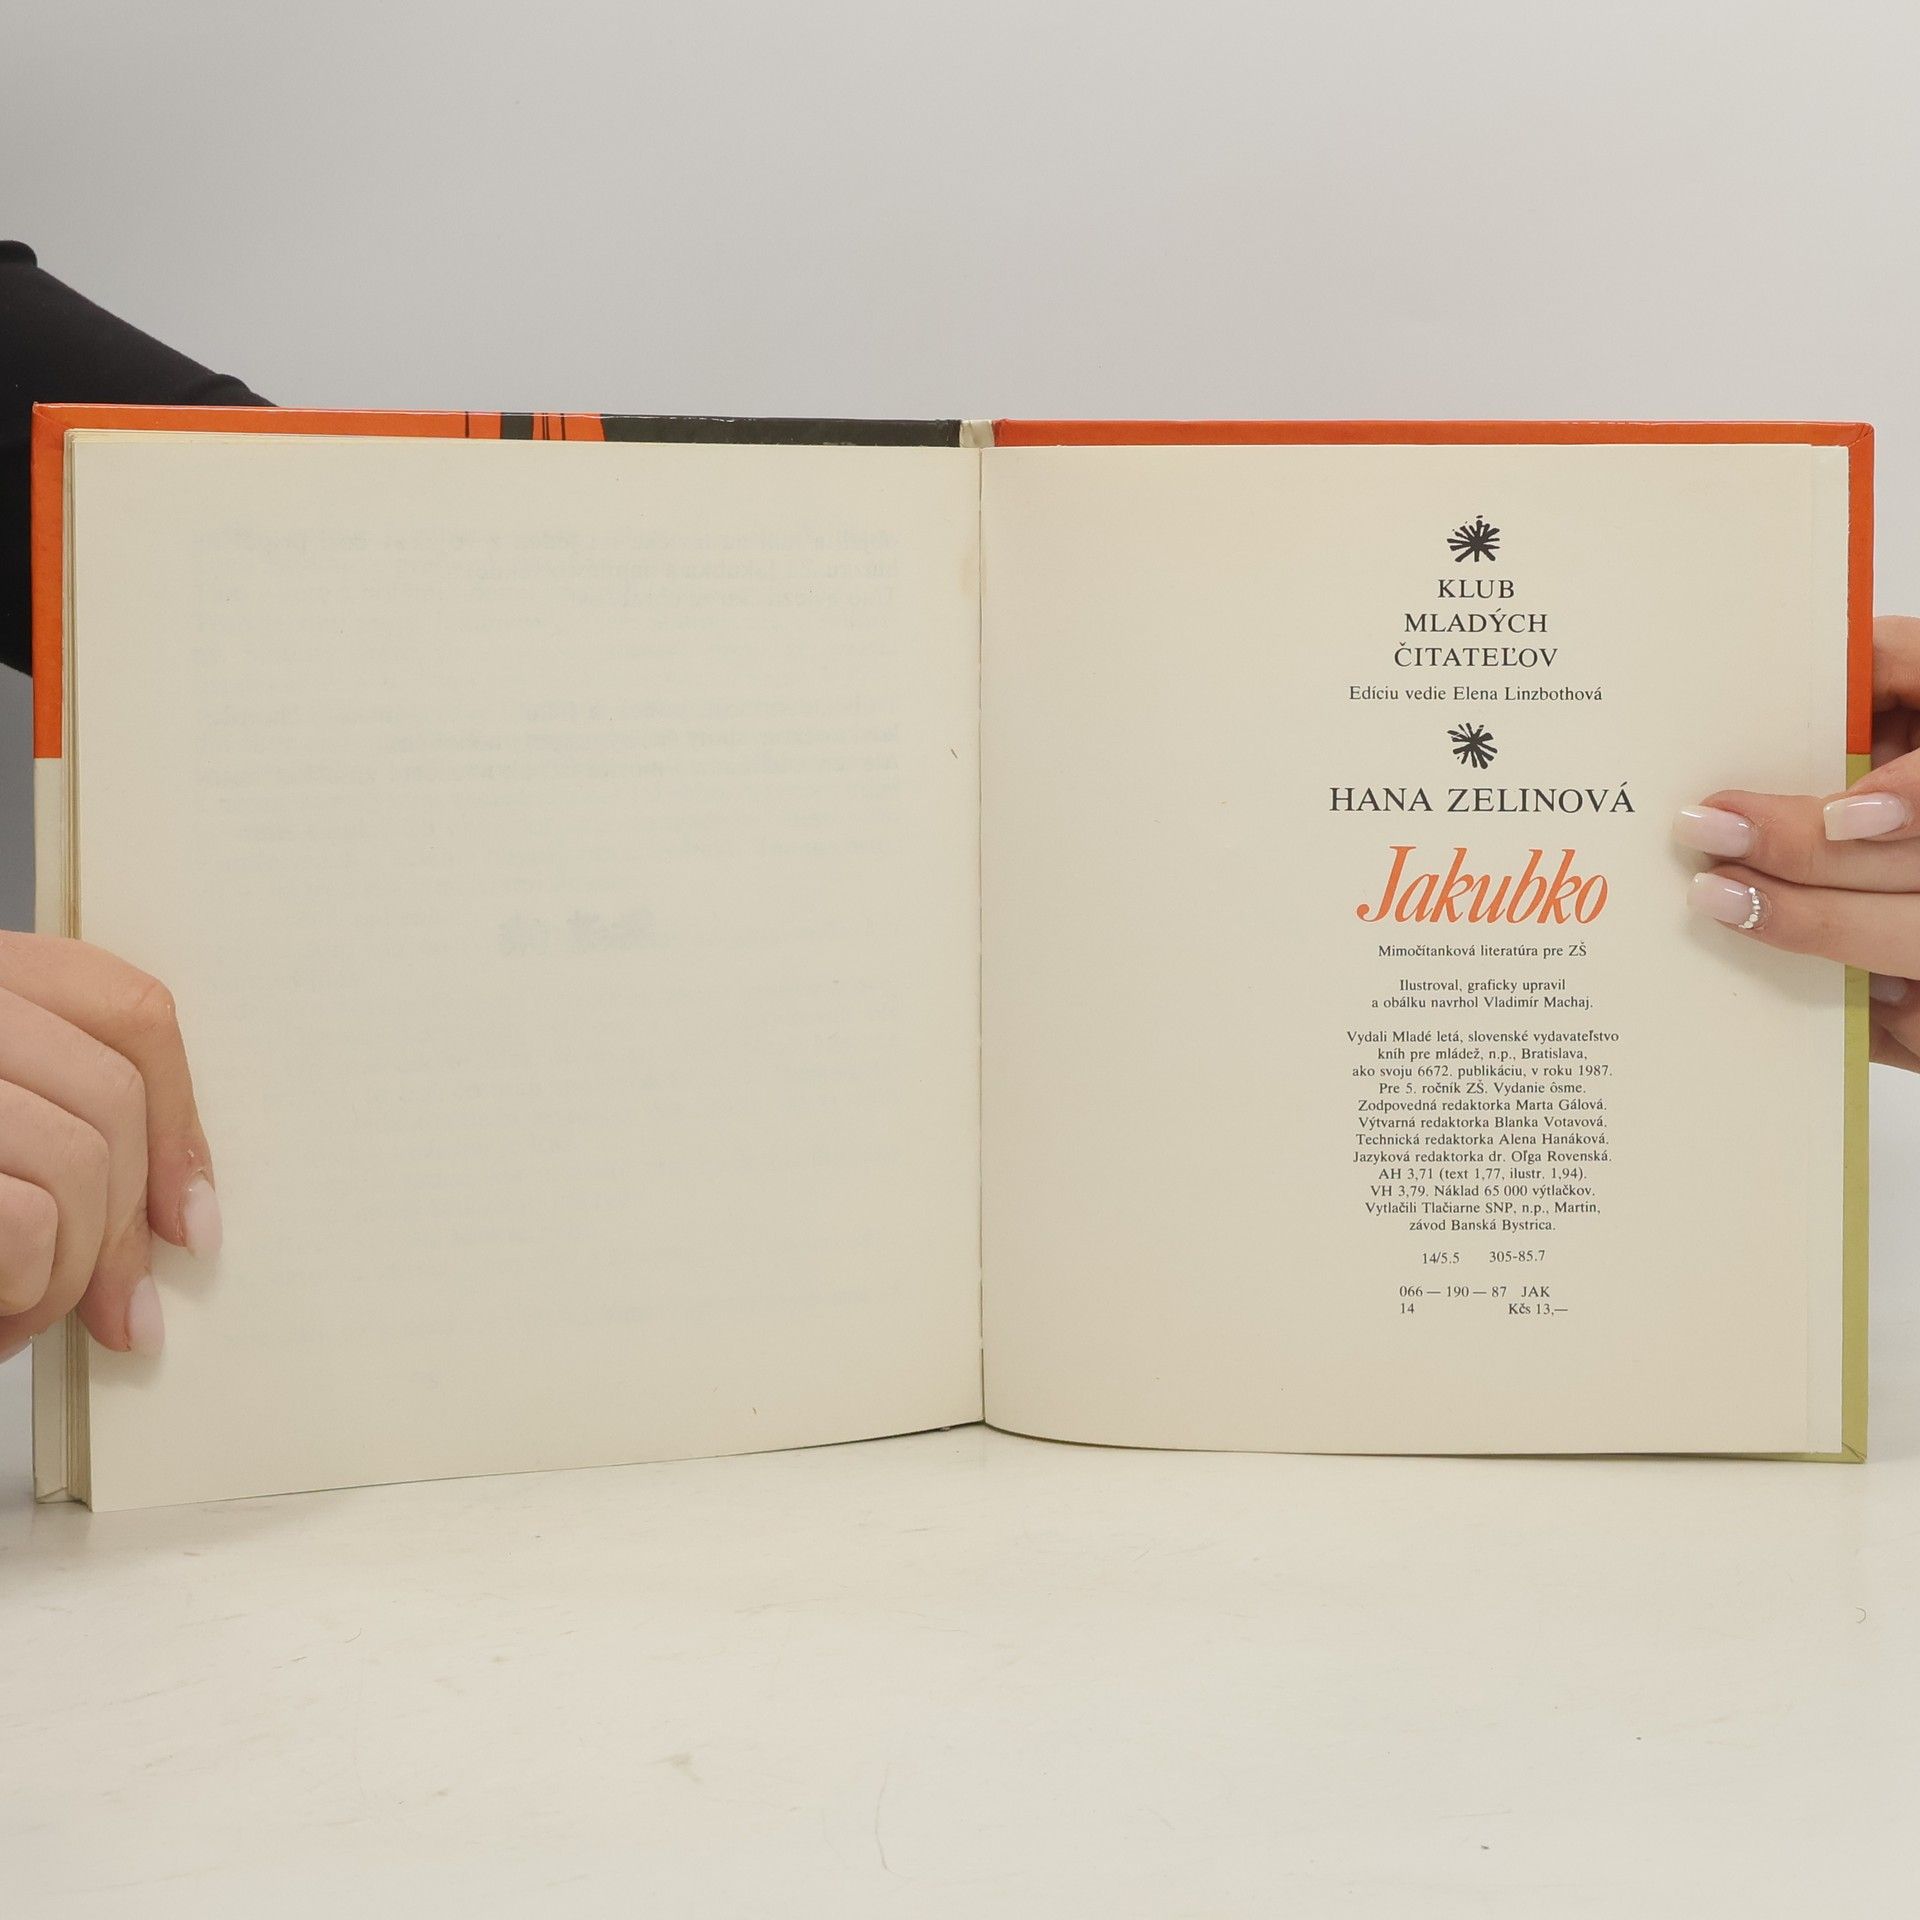 KLUB
MLADÝCH
ČITATEĽOV
Edíciu vedie Elena Linzbothová
HANA ZELINOVÁ
Jakubko
Mimočítanková literatúra pre ZŠ
Ilustroval, graficky upravil
a obálku navrhol Vladimír Machaj.
Vydali Mladé letá, slovenské vydavateľstvo
kníh pre mládež, n.p., Bratislava,
ako svoju 6672. publikáciu, v roku 1987.
Pre 5. ročník ZŠ. Vydanie ôsme.
Zodpovedná redaktorka Marta Gálová.
Výtvarná redaktorka Blanka Votavová.
Technická redaktorka Alena Hanáková.
Jazyková redaktorka dr. Oľga Rovenská.
AH 3,71 (text 1,77, ilustr. 1,94).
VH 3,79. Náklad 65 000 výtlačkov.
Vytlačili Tlačiarne SNP, n.p., Martin,
závod Banská Bystrica.
14/5.5 305-85.7
066 — 190 — 87 JAK
14 Kčs 13,—